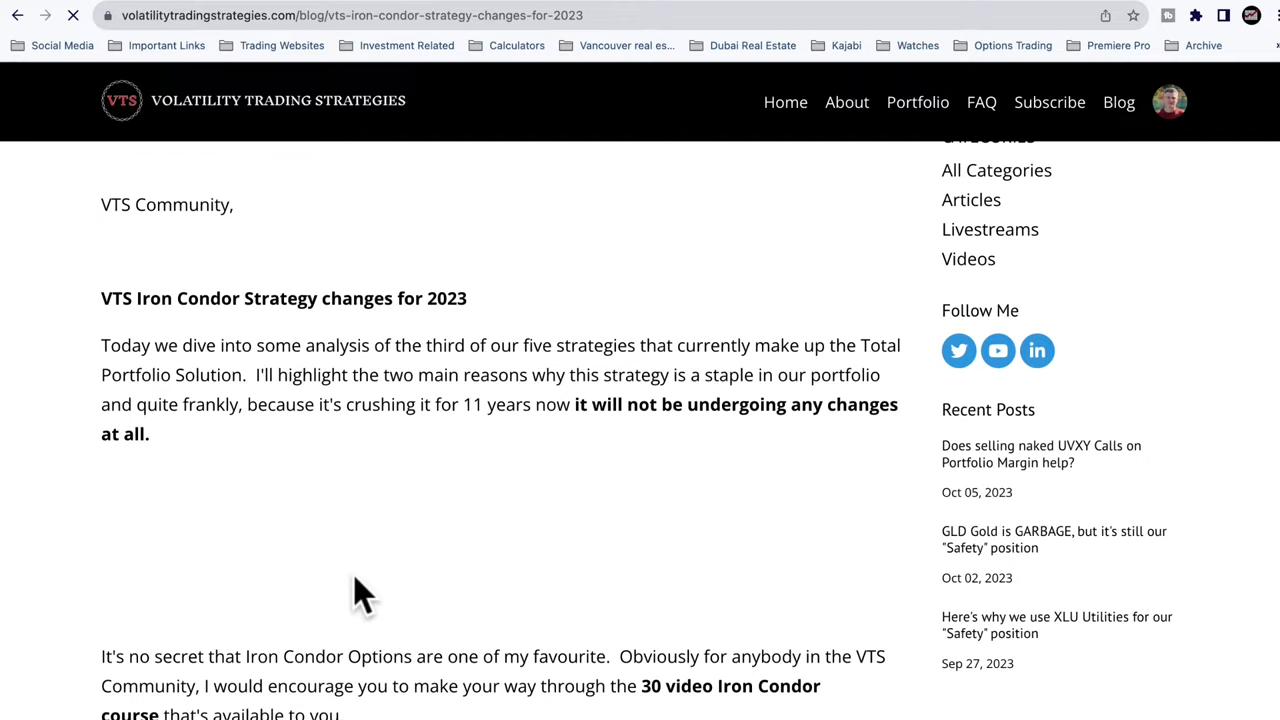 volatilitytradingstrategies.com/blog/vts-iron-condor-strategy-changes-for-2023
Social Media
Important Links
Trading Websites
Investment Related
Calculators
Vancouver real es...
Dubai Real Estate
Kajabi
Watches
Options Trading
Premiere Pro
Archive
VTS VOLATILITY TRADING STRATEGIES
Home
About
Portfolio
FAQ
Subscribe
Blog
VTS Community,
VTS Iron Condor Strategy changes for 2023
Today we dive into some analysis of the third of our five strategies that currently make up the Total
Portfolio Solution.  I'll highlight the two main reasons why this strategy is a staple in our portfolio
and quite frankly, because it's crushing it for 11 years now it will not be undergoing any changes
at all.
It's no secret that Iron Condor Options are one of my favourite.  Obviously for anybody in the VTS
Community, I would encourage you to make your way through the 30 video Iron Condor
course that's available to you.
All Categories
Articles
Livestreams
Videos
Follow Me
Recent Posts
Does selling naked UVXY Calls on
Portfolio Margin help?
Oct 05, 2023
GLD Gold is GARBAGE, but it's still our
"Safety" position
Oct 02, 2023
Here's why we use XLU Utilities for our
"Safety" position
Sep 27, 2023